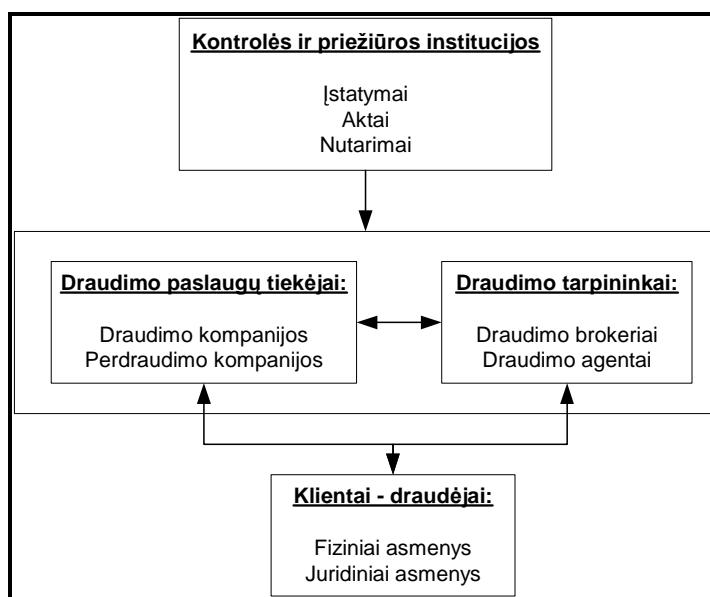 Kontrolės ir priežiūros institucijos
Įstatymai
Aktai
Nutarimai
Draudimo paslaugų tiekėjai:
Draudimo kompanijos
Perdraudimo kompanijos
Draudimo tarpininkai:
Draudimo brokeriai
Draudimo agentai
Klientai - draudėjai:
Fiziniai asmenys
Juridiniai asmenys